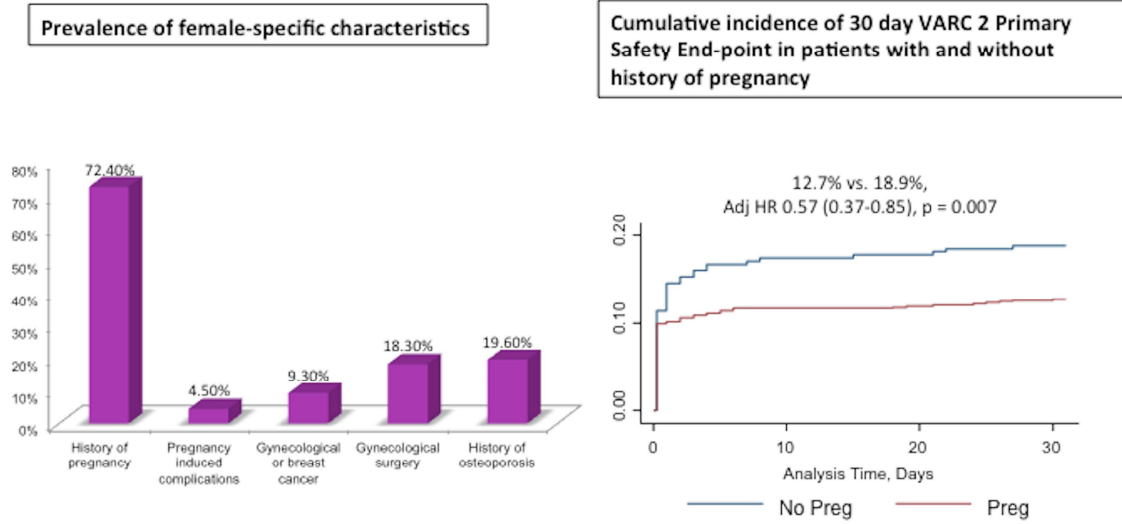 Prevalence of female-specific characteristics
80%
70%
60%
50%
40%
30%
20%
10%
0%
72.40%
4.50%
9.30%
18.30%
19.60%
History of
pregnancy
Pregnancy
induced
complications
Gynecological
or breast
cancer
Gynecological
surgery
History of
osteoporosis
Cumulative incidence of 30 day VARC 2 Primary
Safety End-point in patients with and without
history of pregnancy
12.7% vs. 18.9%,
Adj HR 0.57 (0.37-0.85), p = 0.007
0.20
0.10
0.00
0
10
20
30
Analysis Time, Days
No Preg
Preg